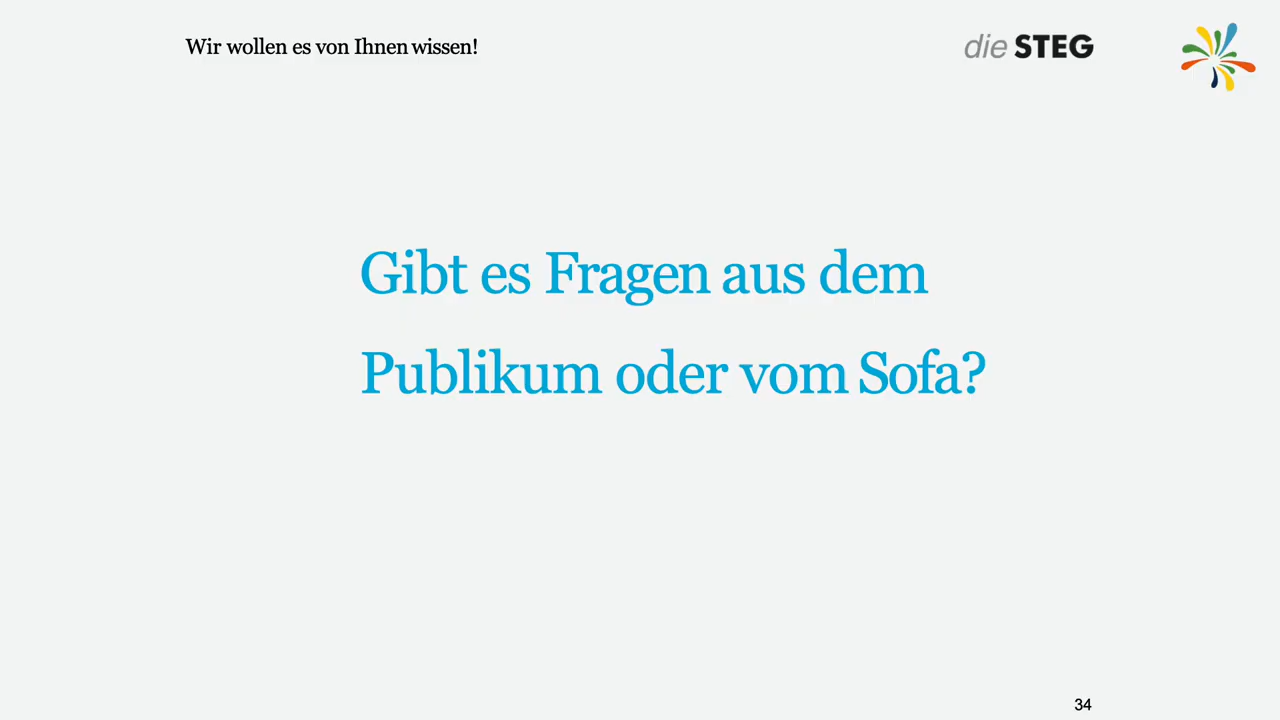 Wir wollen es von Ihnen wissen!
die STEG
Gibt es Fragen aus dem
Publikum oder vom Sofa?
34